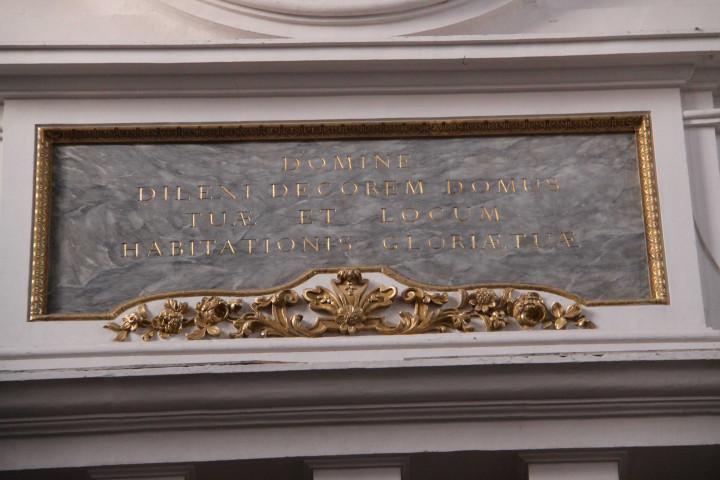 DOMINE
DILEXI DECOREM DOMUS
TUÆ ET LOCUM
HABITATIONIS GLORIÆ TUÆ